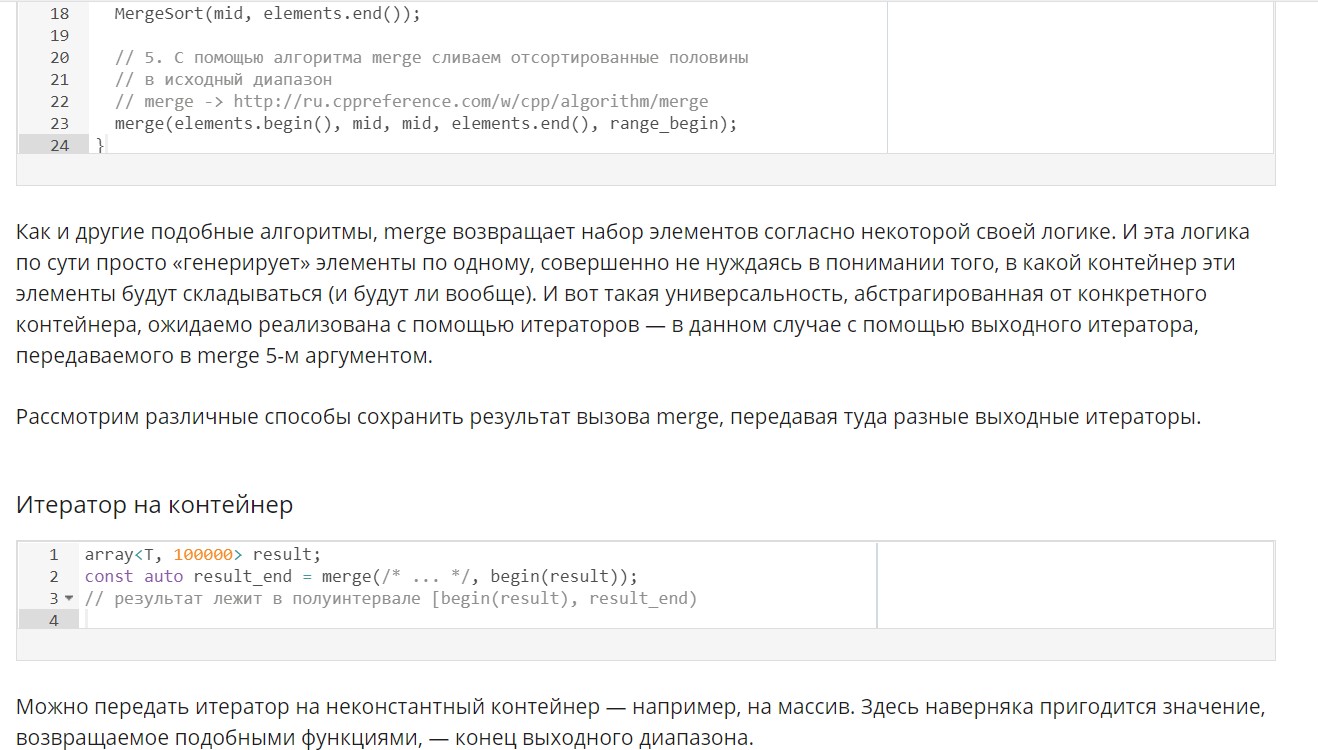 18 MergeSort(mid, elements.end());
19
20 // 5. С помощью алгоритма merge сливаем отсортированные половины
21 // в исходный диапазон
22 // merge -> http://ru.cppreference.com/w/cpp/algorithm/merge
23 merge(elements.begin(), mid, mid, elements.end(), range_begin);
24 }
Как и другие подобные алгоритмы, merge возвращает набор элементов согласно некоторой своей логике. И эта логика
по сути просто «генерирует» элементы по одному, совершенно не нуждаясь в понимании того, в какой контейнер эти
элементы будут складываться (и будут ли вообще). И вот такая универсальность, абстрагированная от конкретного
контейнера, ожидаемо реализована с помощью итераторов — в данном случае с помощью выходного итератора,
передаваемого в merge 5-м аргументом.
Рассмотрим различные способы сохранить результат вызова merge, передавая туда разные выходные итераторы.
Итератор на контейнер
1 array<T, 100000> result;
2 const auto result_end = merge(/* ... */, begin(result));
3 // результат лежит в полуинтервале [begin(result), result_end)
4
Можно передать итератор на неконстантный контейнер — например, на массив. Здесь наверняка пригодится значение,
возвращаемое подобными функциями, — конец выходного диапазона.